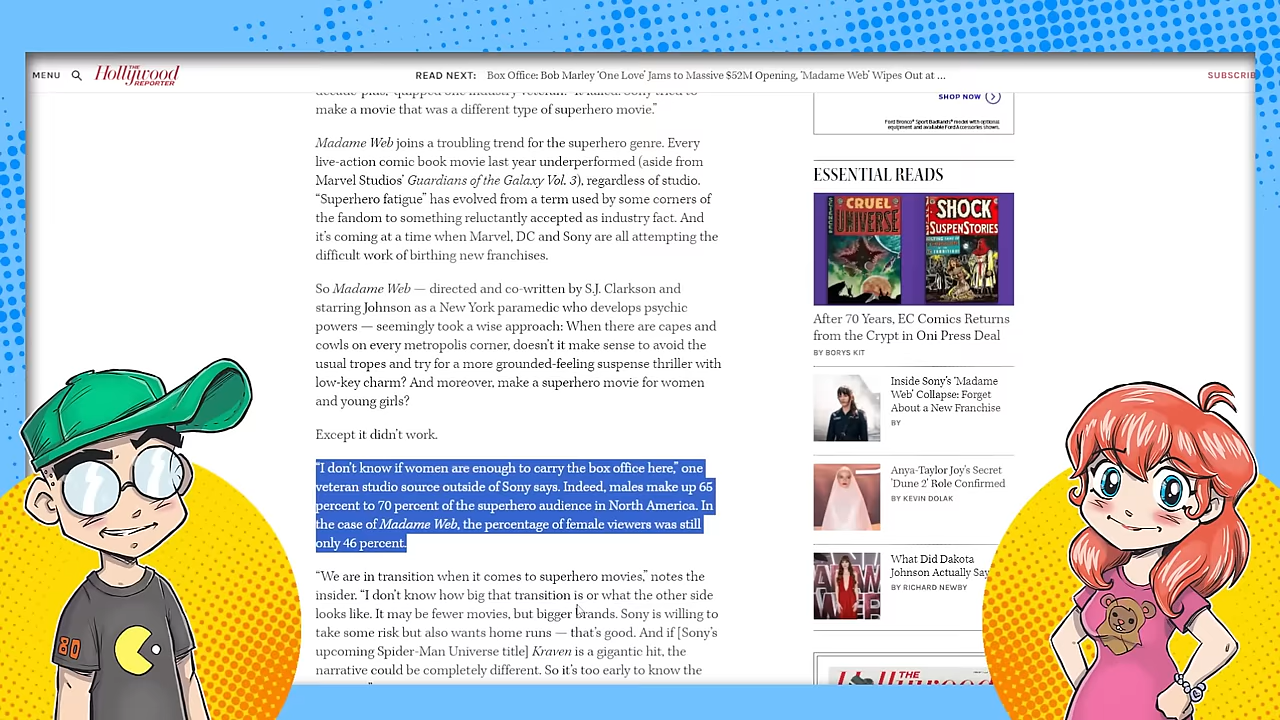 MENU
THE
Hollywood
REPORTER
READ NEXT: Box Office: Bob Marley 'One Love' Jams to Massive $52M Opening, 'Madame Web' Wipes Out at ...
SUBSCRIB
make a movie that was a different type of superhero movie.”
Madame Web joins a troubling trend for the superhero genre. Every
live-action comic book movie last year underperformed (aside from
Marvel Studios’ Guardians of the Galaxy Vol. 3), regardless of studio.
“Superhero fatigue” has evolved from a term used by some corners of
the fandom to something reluctantly accepted as industry fact. And
it’s coming at a time when Marvel, DC and Sony are all attempting the
difficult work of birthing new franchises.
So Madame Web — directed and co-written by S.J. Clarkson and
starring Johnson as a New York paramedic who develops psychic
powers — seemingly took a wise approach: When there are capes and
cowls on every metropolis corner, doesn’t it make sense to avoid the
usual tropes and try for a more grounded-feeling suspense thriller with
low-key charm? And moreover, make a superhero movie for women
and young girls?
Except it didn’t work.
“I don’t know if women are enough to carry the box office here,” one
veteran studio source outside of Sony says. Indeed, males make up 65
percent to 70 percent of the superhero audience in North America. In
the case of Madame Web, the percentage of female viewers was still
only 46 percent.
“We are in transition when it comes to superhero movies,” notes the
insider. “I don’t know how big that transition is or what the other side
looks like. It may be fewer movies, but bigger brands. Sony is willing to
take some risk but also wants home runs — that’s good. And if [Sony’s
upcoming Spider-Man Universe title] Kraven is a gigantic hit, the
narrative could be completely different. So it’s too early to know the
SHOP NOW
Ford Bronco® Sport Badlands® model with optional
equipment and available Ford Accessories shown.
ESSENTIAL READS
CRUEL
UNIVERSE
SHOCK
SUSPENSTORIES
After 70 Years, EC Comics Returns
from the Crypt in Oni Press Deal
BY BORYS KIT
Inside Sony’s ‘Madame
Web’ Collapse: Forget
About a New Franchise
BY
Anya-Taylor Joy’s Secret
‘Dune 2’ Role Confirmed
BY KEVIN DOLAK
What Did Dakota
Johnson Actually Say
BY RICHARD NEWBY
THE
80